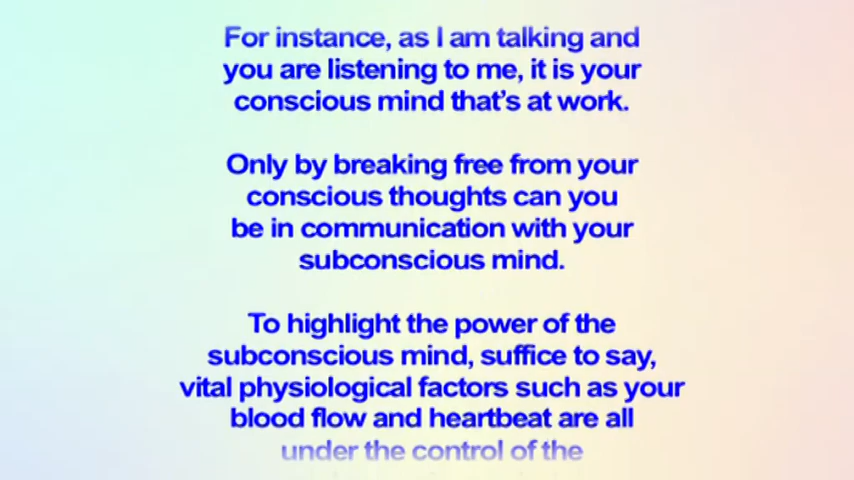 For instance, as I am talking and
you are listening to me, it is your
conscious mind that's at work.
Only by breaking free from your
conscious thoughts can you
be in communication with your
subconscious mind.
To highlight the power of the
subconscious mind, suffice to say,
vital physiological factors such as your
blood flow and heartbeat are all
under the control of the